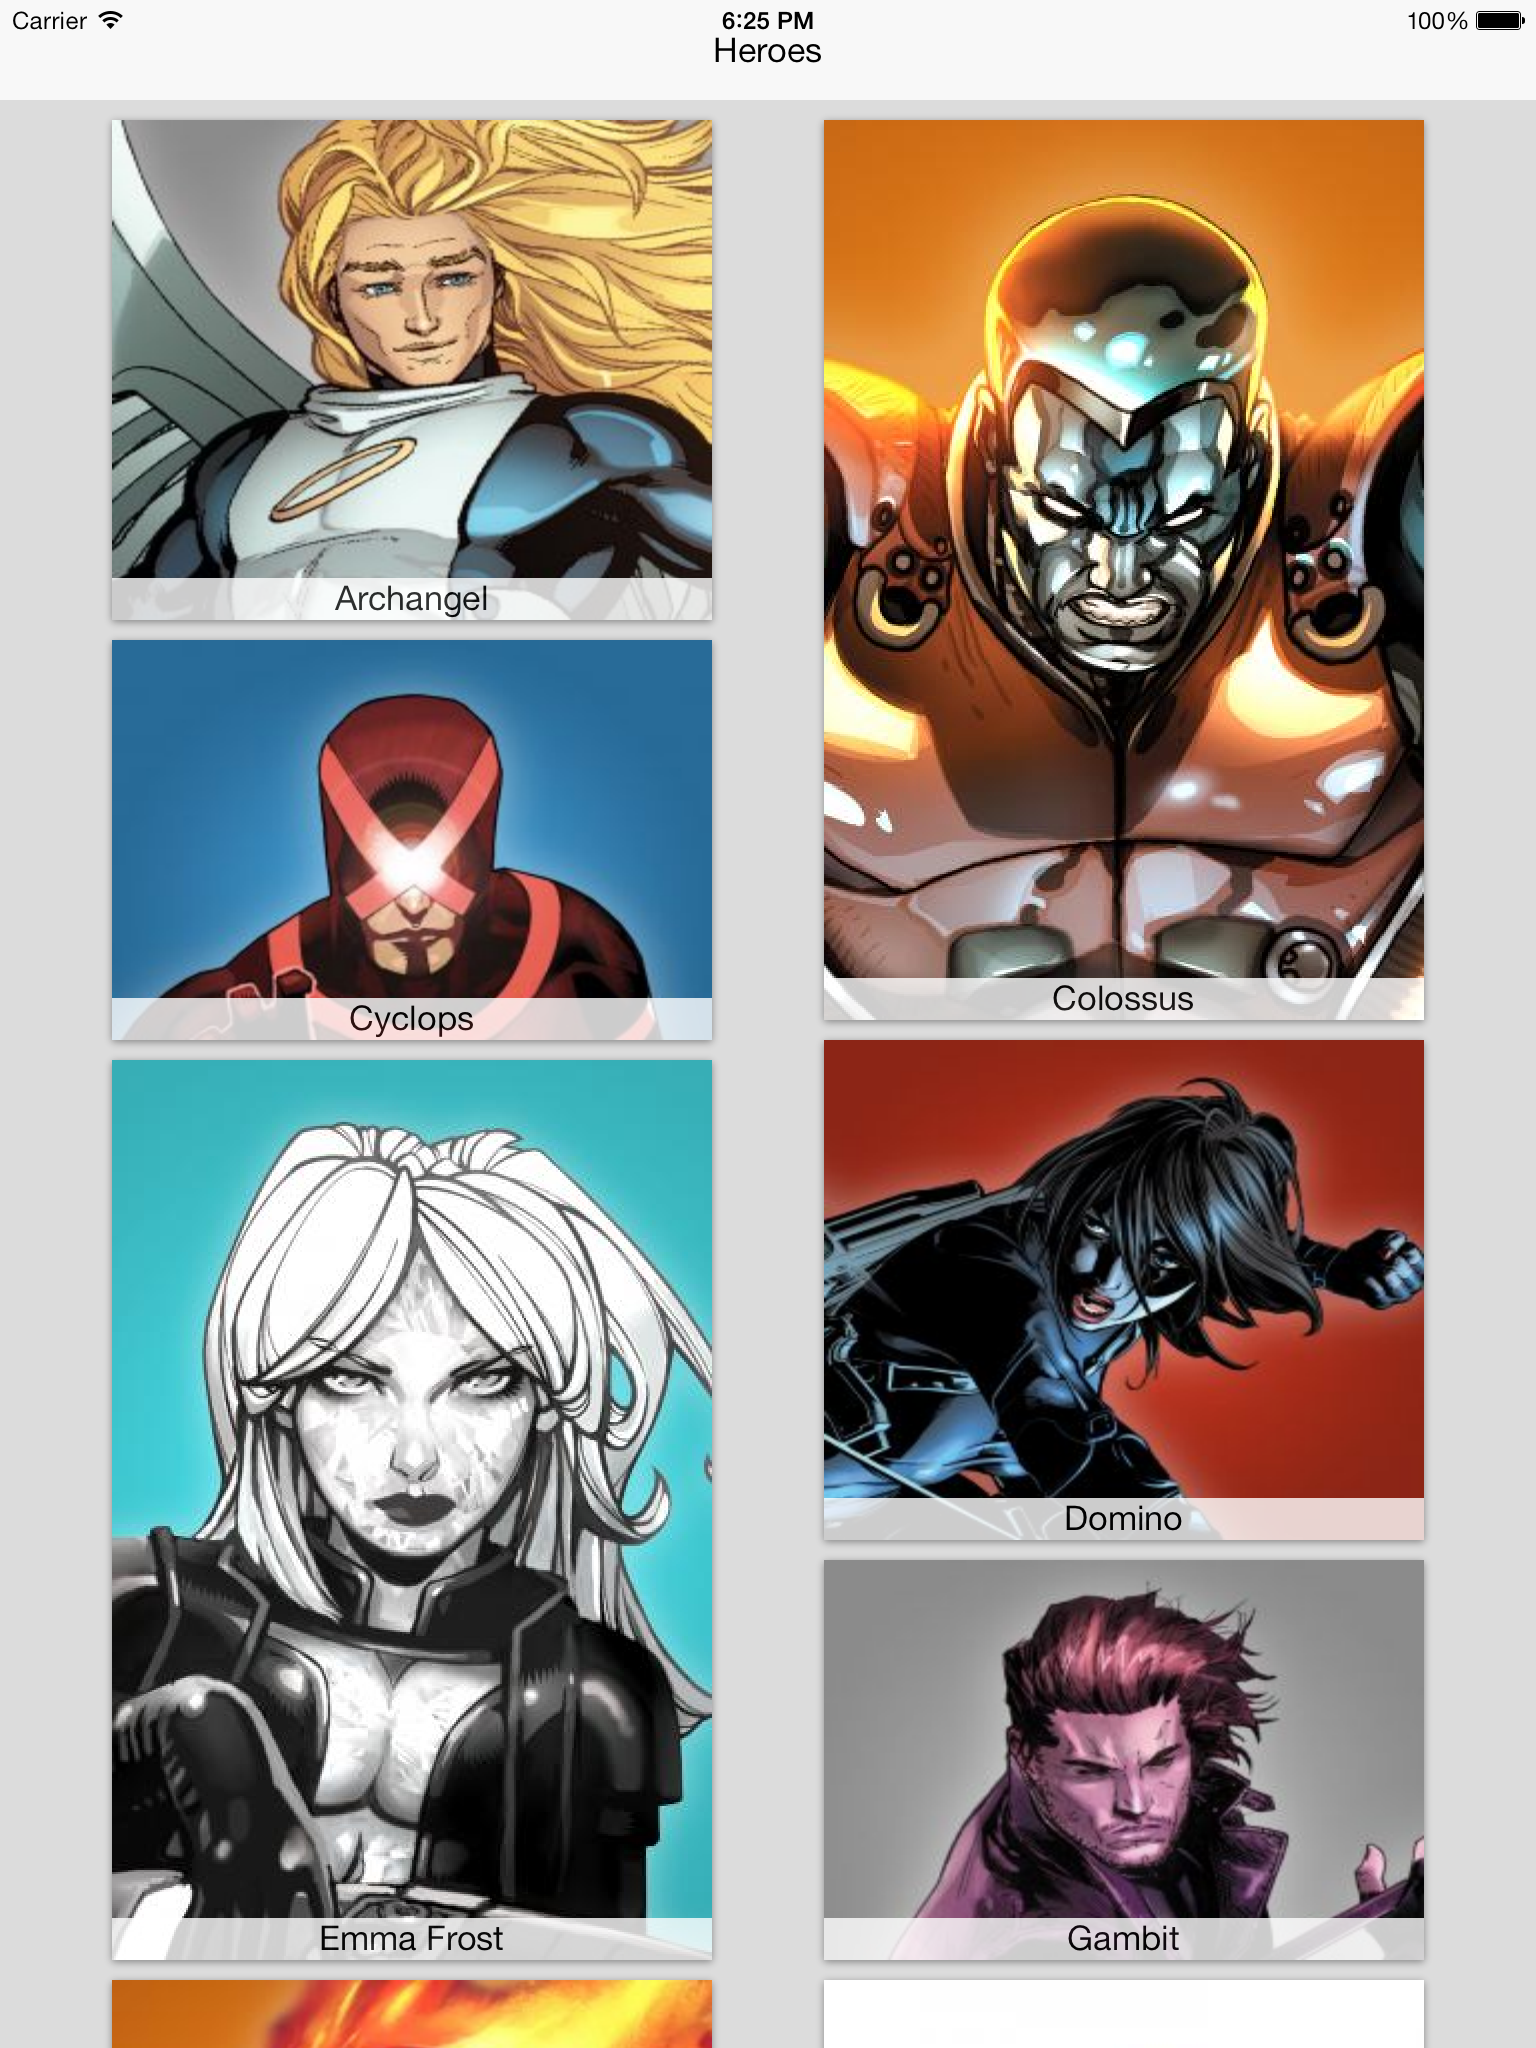 Carrier 6:25 PM 100%
Heroes
Archangel
Colossus
Cyclops
Domino
Emma Frost
Gambit